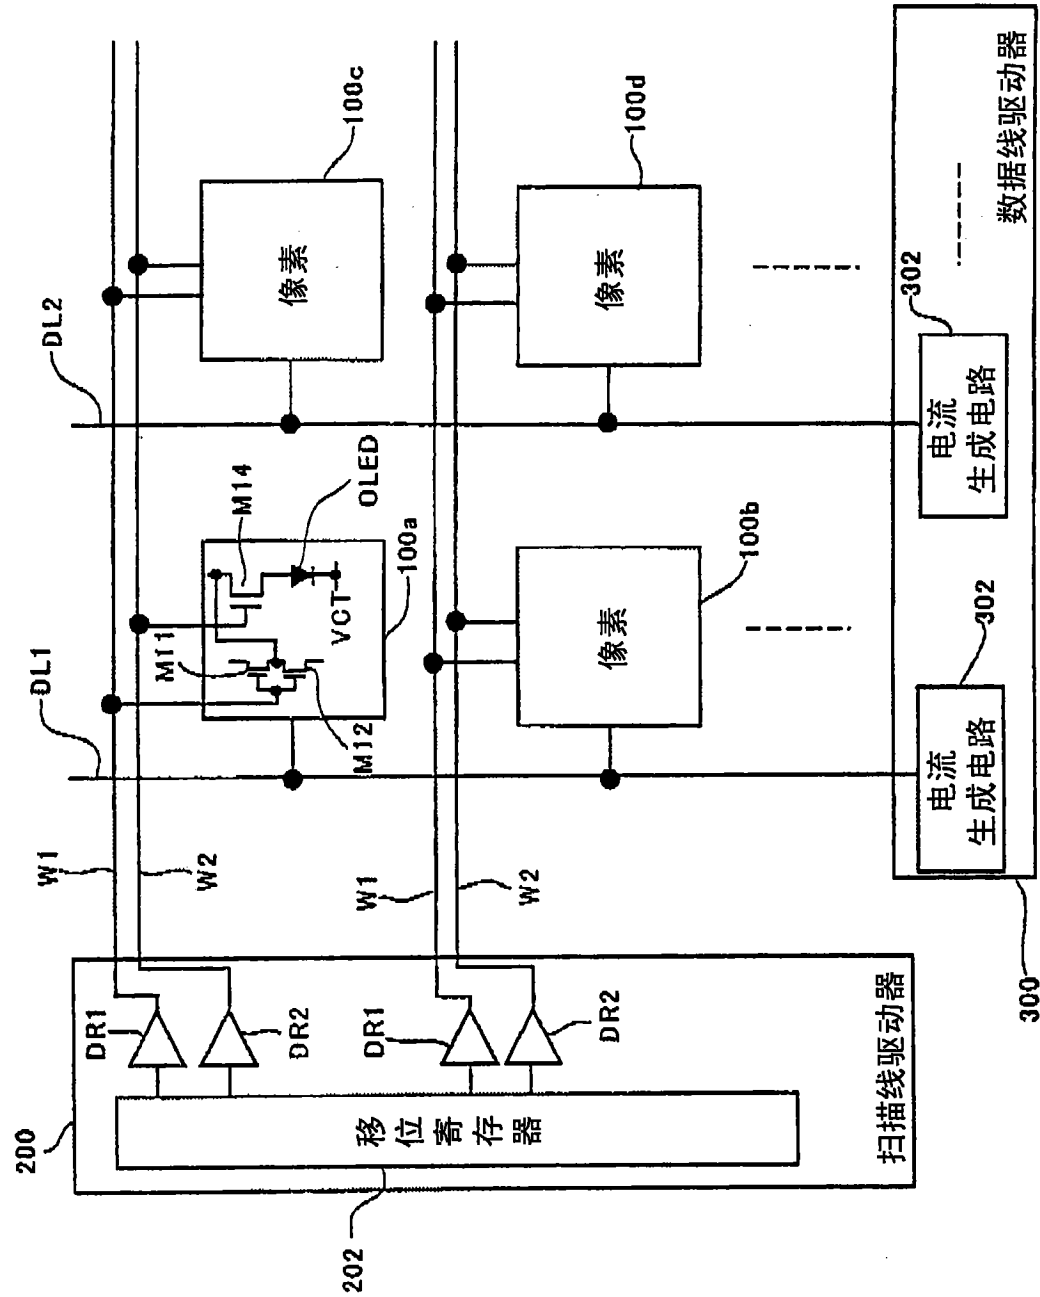 DL1
DL2
W1
W2
M11
M12
M14
OLED
VCT
100a
100c
像素
W1
W2
100b
像素
100d
像素
200
DR1
DR2
DR1
DR2
移位寄存器
202
扫描线驱动器
302
电流
生成电路
302
电流
生成电路
数据线驱动器
300